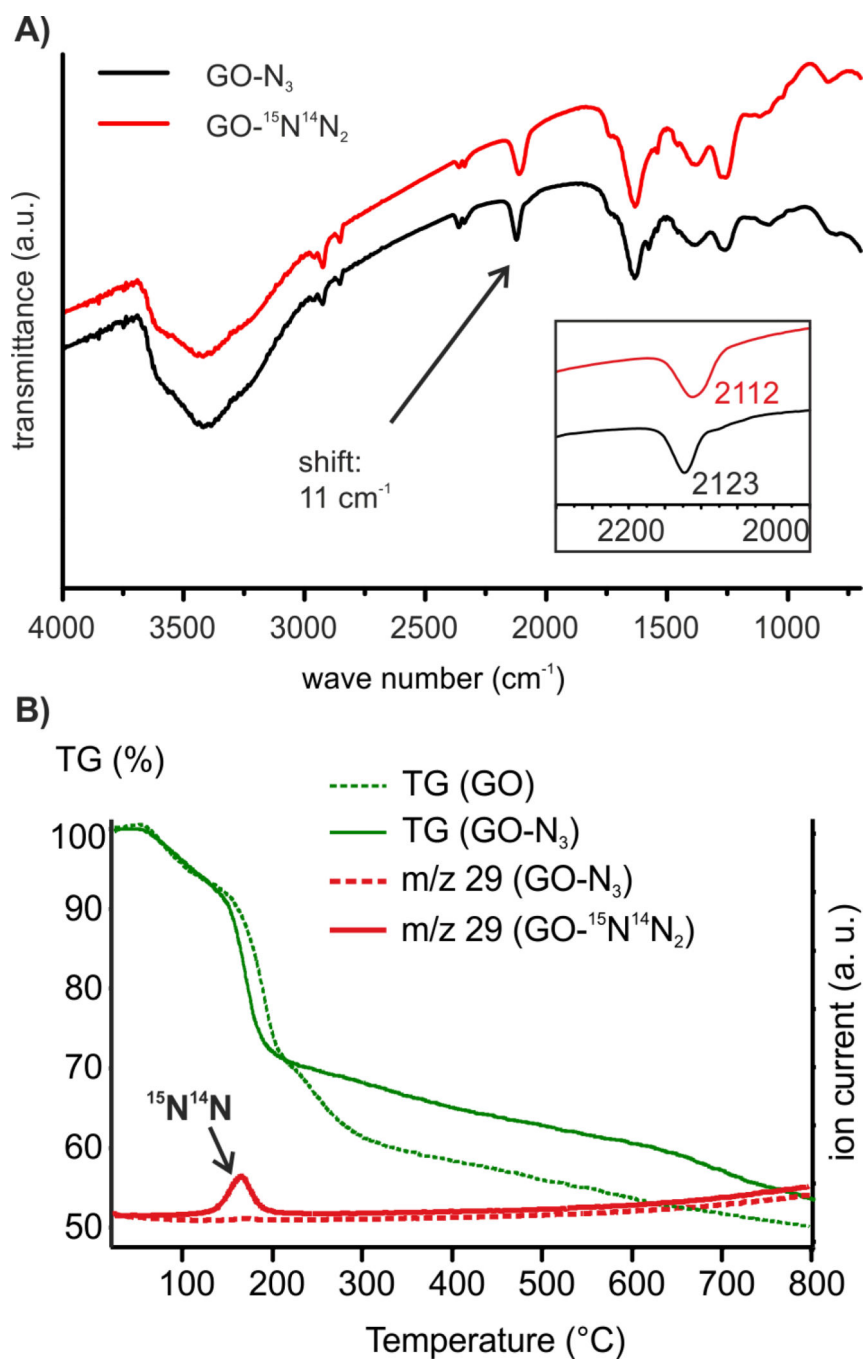 A)
GO-N₃
GO-¹⁵N¹⁴N₂
transmittance (a.u.)
shift:
11 cm⁻¹
2112
2123
2200 2000
4000 3500 3000 2500 2000 1500 1000
wave number (cm⁻¹)
B)
TG (%)
TG (GO)
TG (GO-N₃)
m/z 29 (GO-N₃)
m/z 29 (GO-¹⁵N¹⁴N₂)
100
90
80
70
60
50
¹⁵N¹⁴N
ion current (a. u.)
100 200 300 400 500 600 700 800
Temperature (°C)